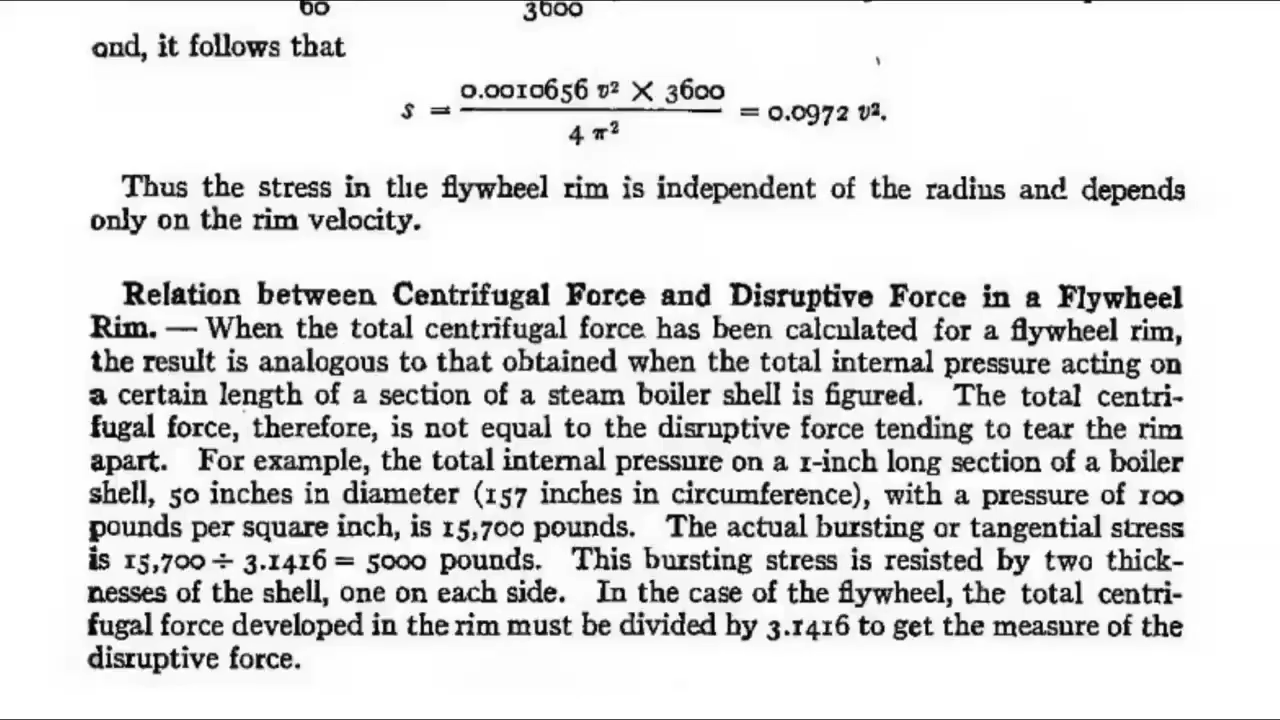 60 3600
and, it follows that
s = 0.0010656 v² × 3600 / 4 π² = 0.0972 v².
Thus the stress in the flywheel rim is independent of the radius and depends
only on the rim velocity.
Relation between Centrifugal Force and Disruptive Force in a Flywheel
Rim. — When the total centrifugal force has been calculated for a flywheel rim,
the result is analogous to that obtained when the total internal pressure acting on
a certain length of a section of a steam boiler shell is figured. The total centri-
fugal force, therefore, is not equal to the disruptive force tending to tear the rim
apart. For example, the total internal pressure on a 1-inch long section of a boiler
shell, 50 inches in diameter (157 inches in circumference), with a pressure of 100
pounds per square inch, is 15,700 pounds. The actual bursting or tangential stress
is 15,700 ÷ 3.1416 = 5000 pounds. This bursting stress is resisted by two thick-
nesses of the shell, one on each side. In the case of the flywheel, the total centri-
fugal force developed in the rim must be divided by 3.1416 to get the measure of the
disruptive force.